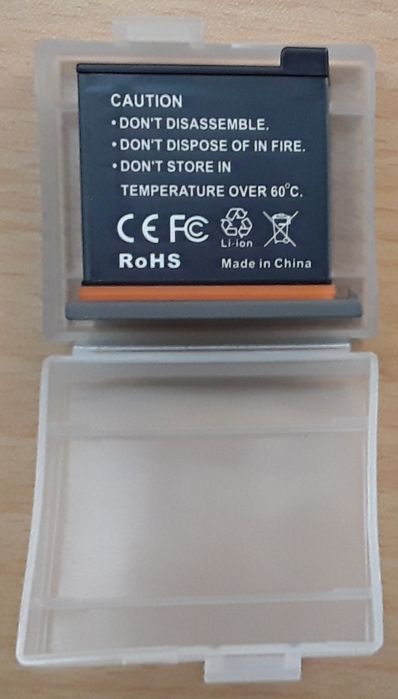 CAUTION
•DON'T DISASSEMBLE.
•DON'T DISPOSE OF IN FIRE.
•DON'T STORE IN
TEMPERATURE OVER 60°C.
CE FC
Li-ion
RoHS Made in China